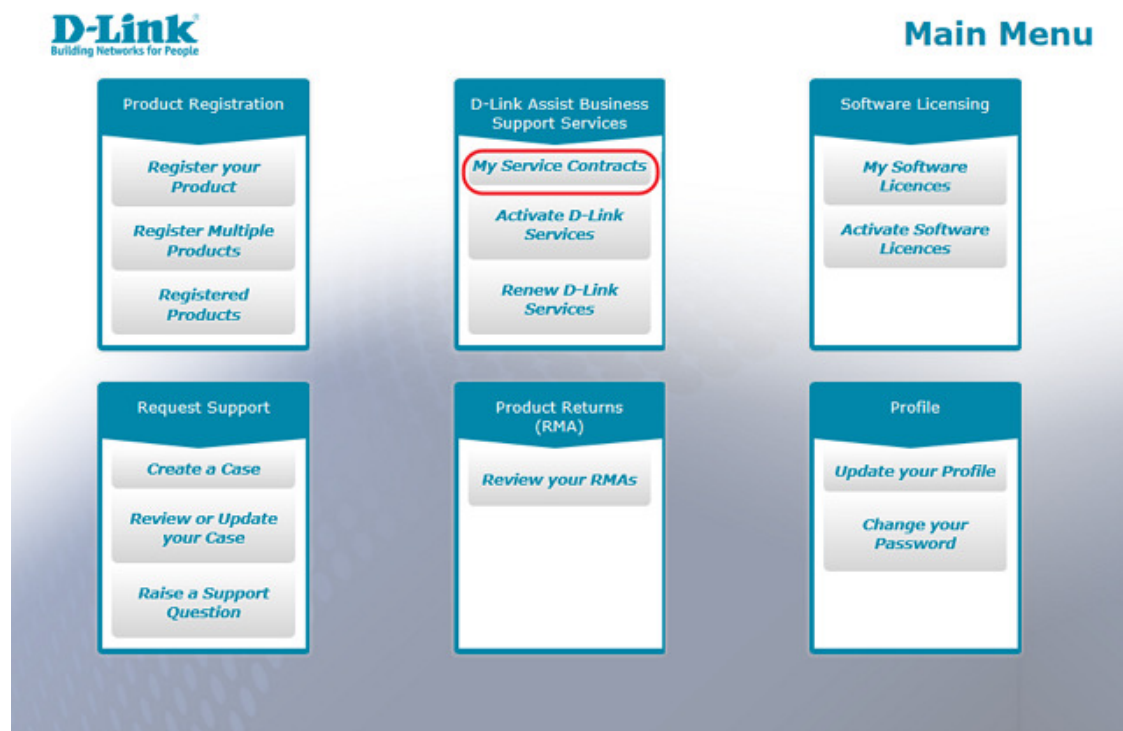 D-Link
Building Networks for People
Main Menu
Product Registration
Register your
Product
Register Multiple
Products
Registered
Products
D-Link Assist Business
Support Services
My Service Contracts
Activate D-Link
Services
Renew D-Link
Services
Software Licensing
My Software
Licences
Activate Software
Licences
Request Support
Create a Case
Review or Update
your Case
Raise a Support
Question
Product Returns
(RMA)
Review your RMAs
Profile
Update your Profile
Change your
Password